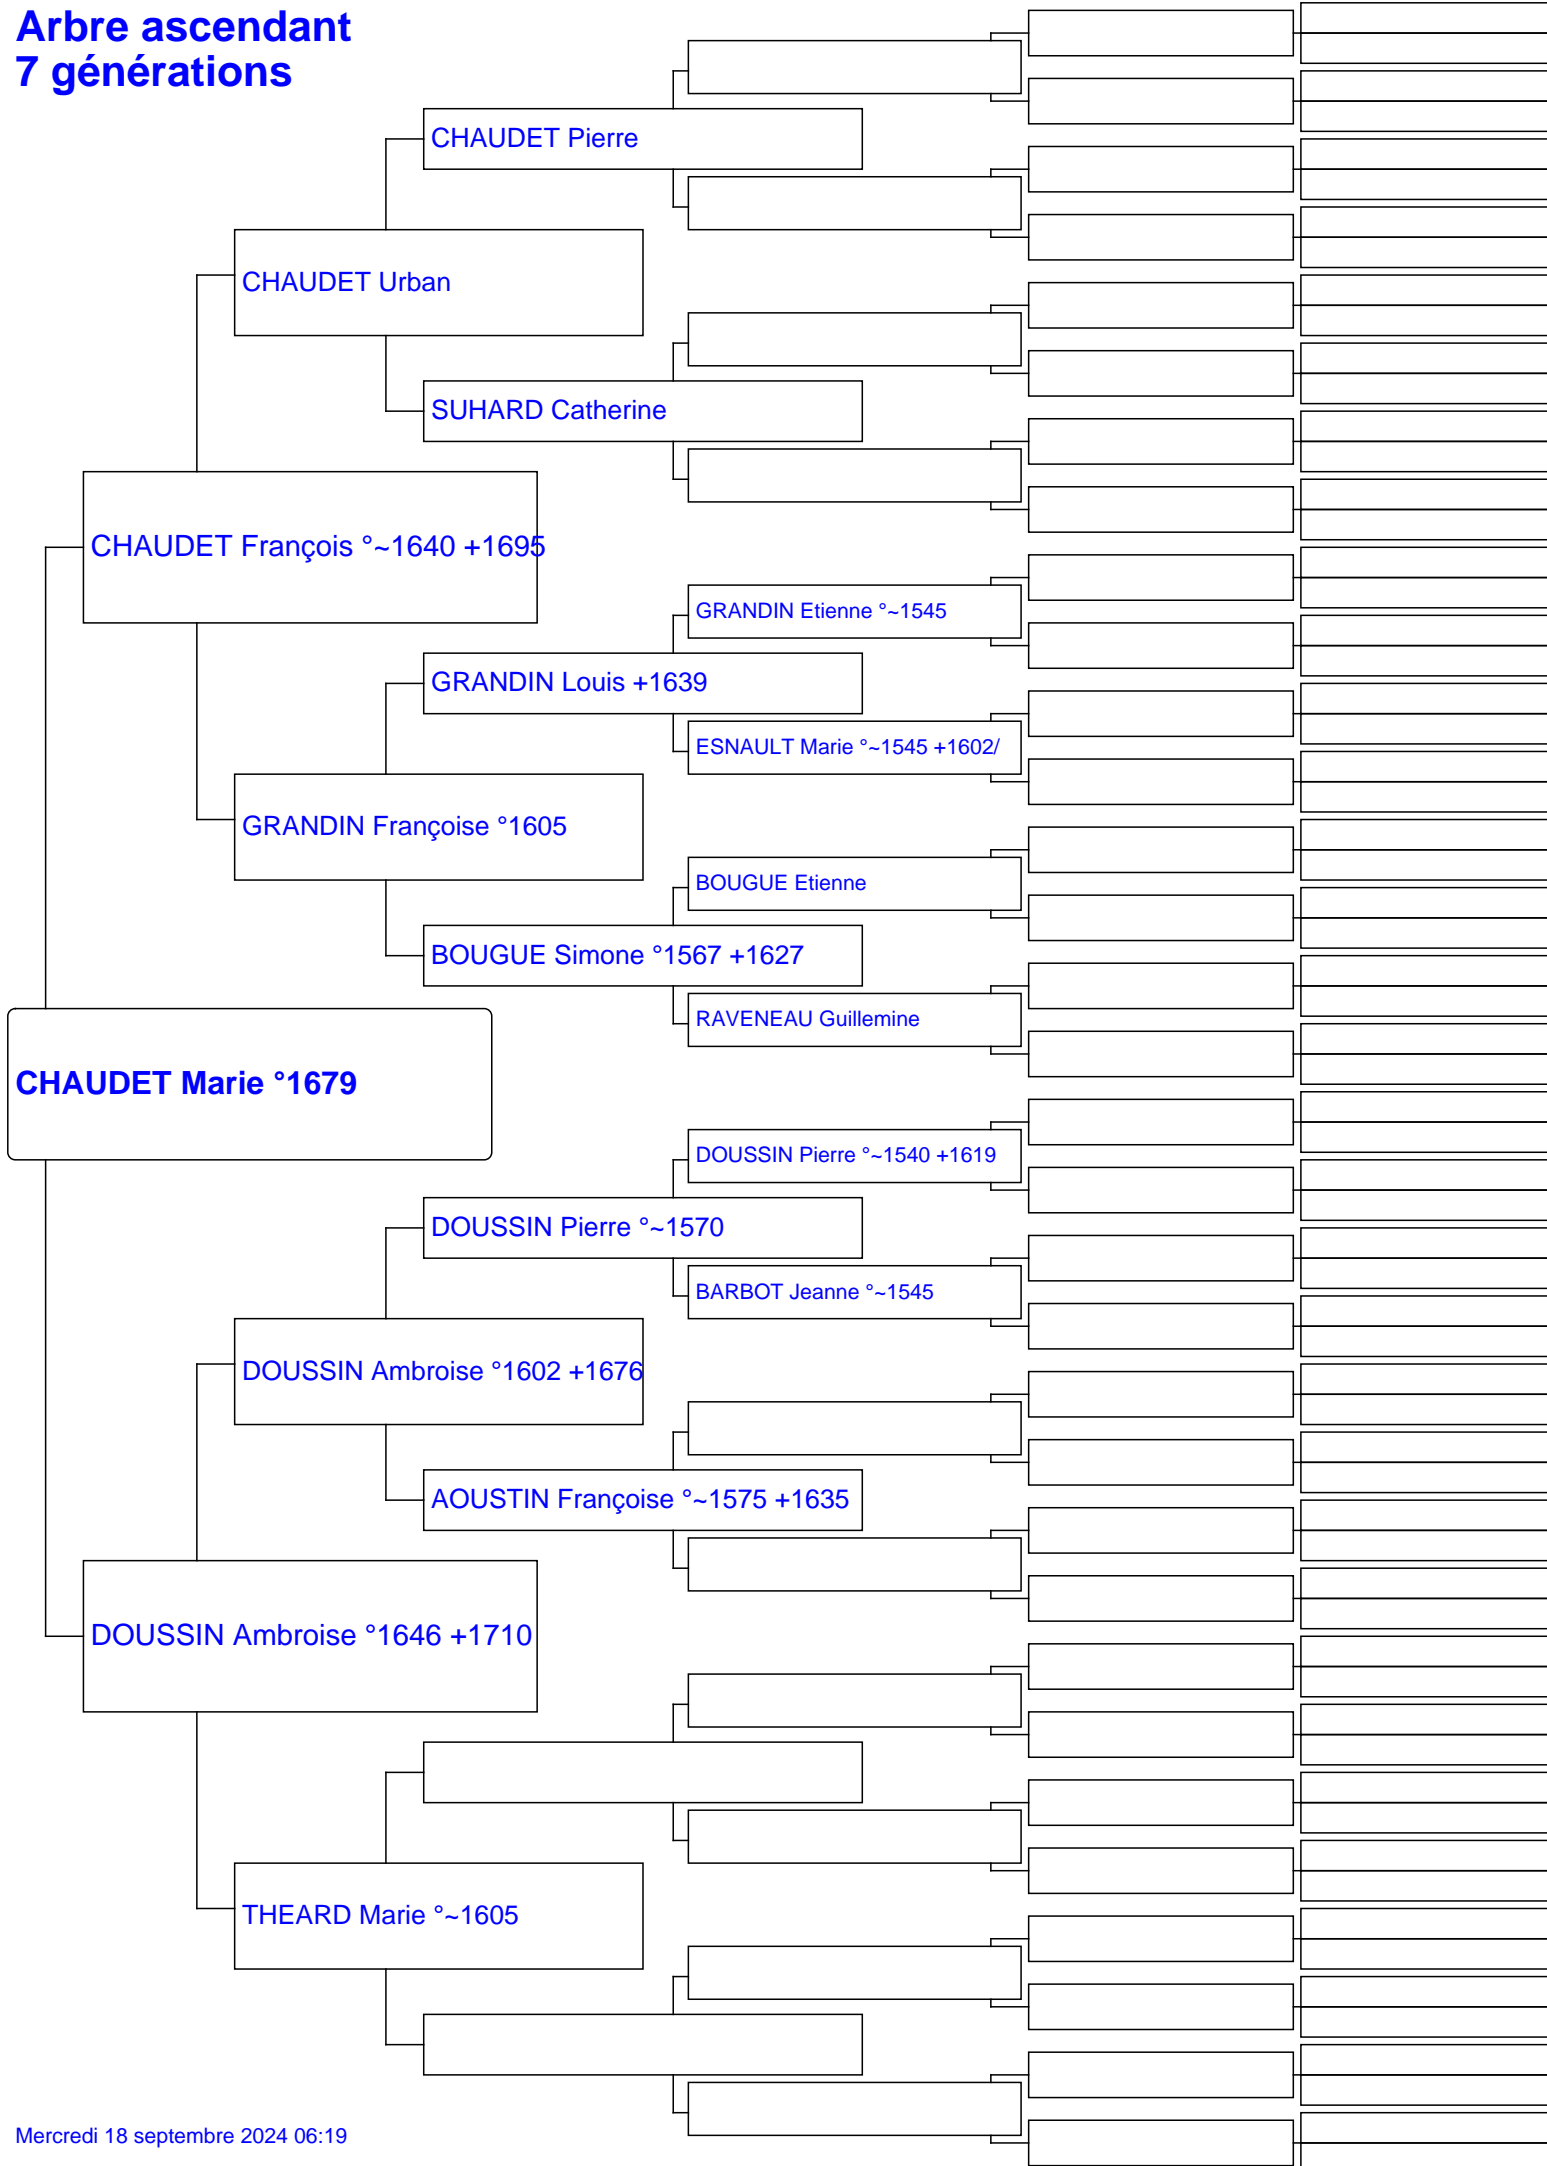 Arbre ascendant
7 générations
CHAUDET Pierre
CHAUDET Urban
SUHARD Catherine
CHAUDET François °~1640 +1695
GRANDIN Etienne °~1545
GRANDIN Louis +1639
ESNAULT Marie °~1545 +1602/
GRANDIN Françoise °1605
BOUGUE Etienne
BOUGUE Simone °1567 +1627
RAVENEAU Guillemine
CHAUDET Marie °1679
DOUSSIN Pierre °~1540 +1619
DOUSSIN Pierre °~1570
BARBOT Jeanne °~1545
DOUSSIN Ambroise °1602 +1676
AOUSTIN Françoise °~1575 +1635
DOUSSIN Ambroise °1646 +1710
THEARD Marie °~1605
Mercredi 18 septembre 2024 06:19